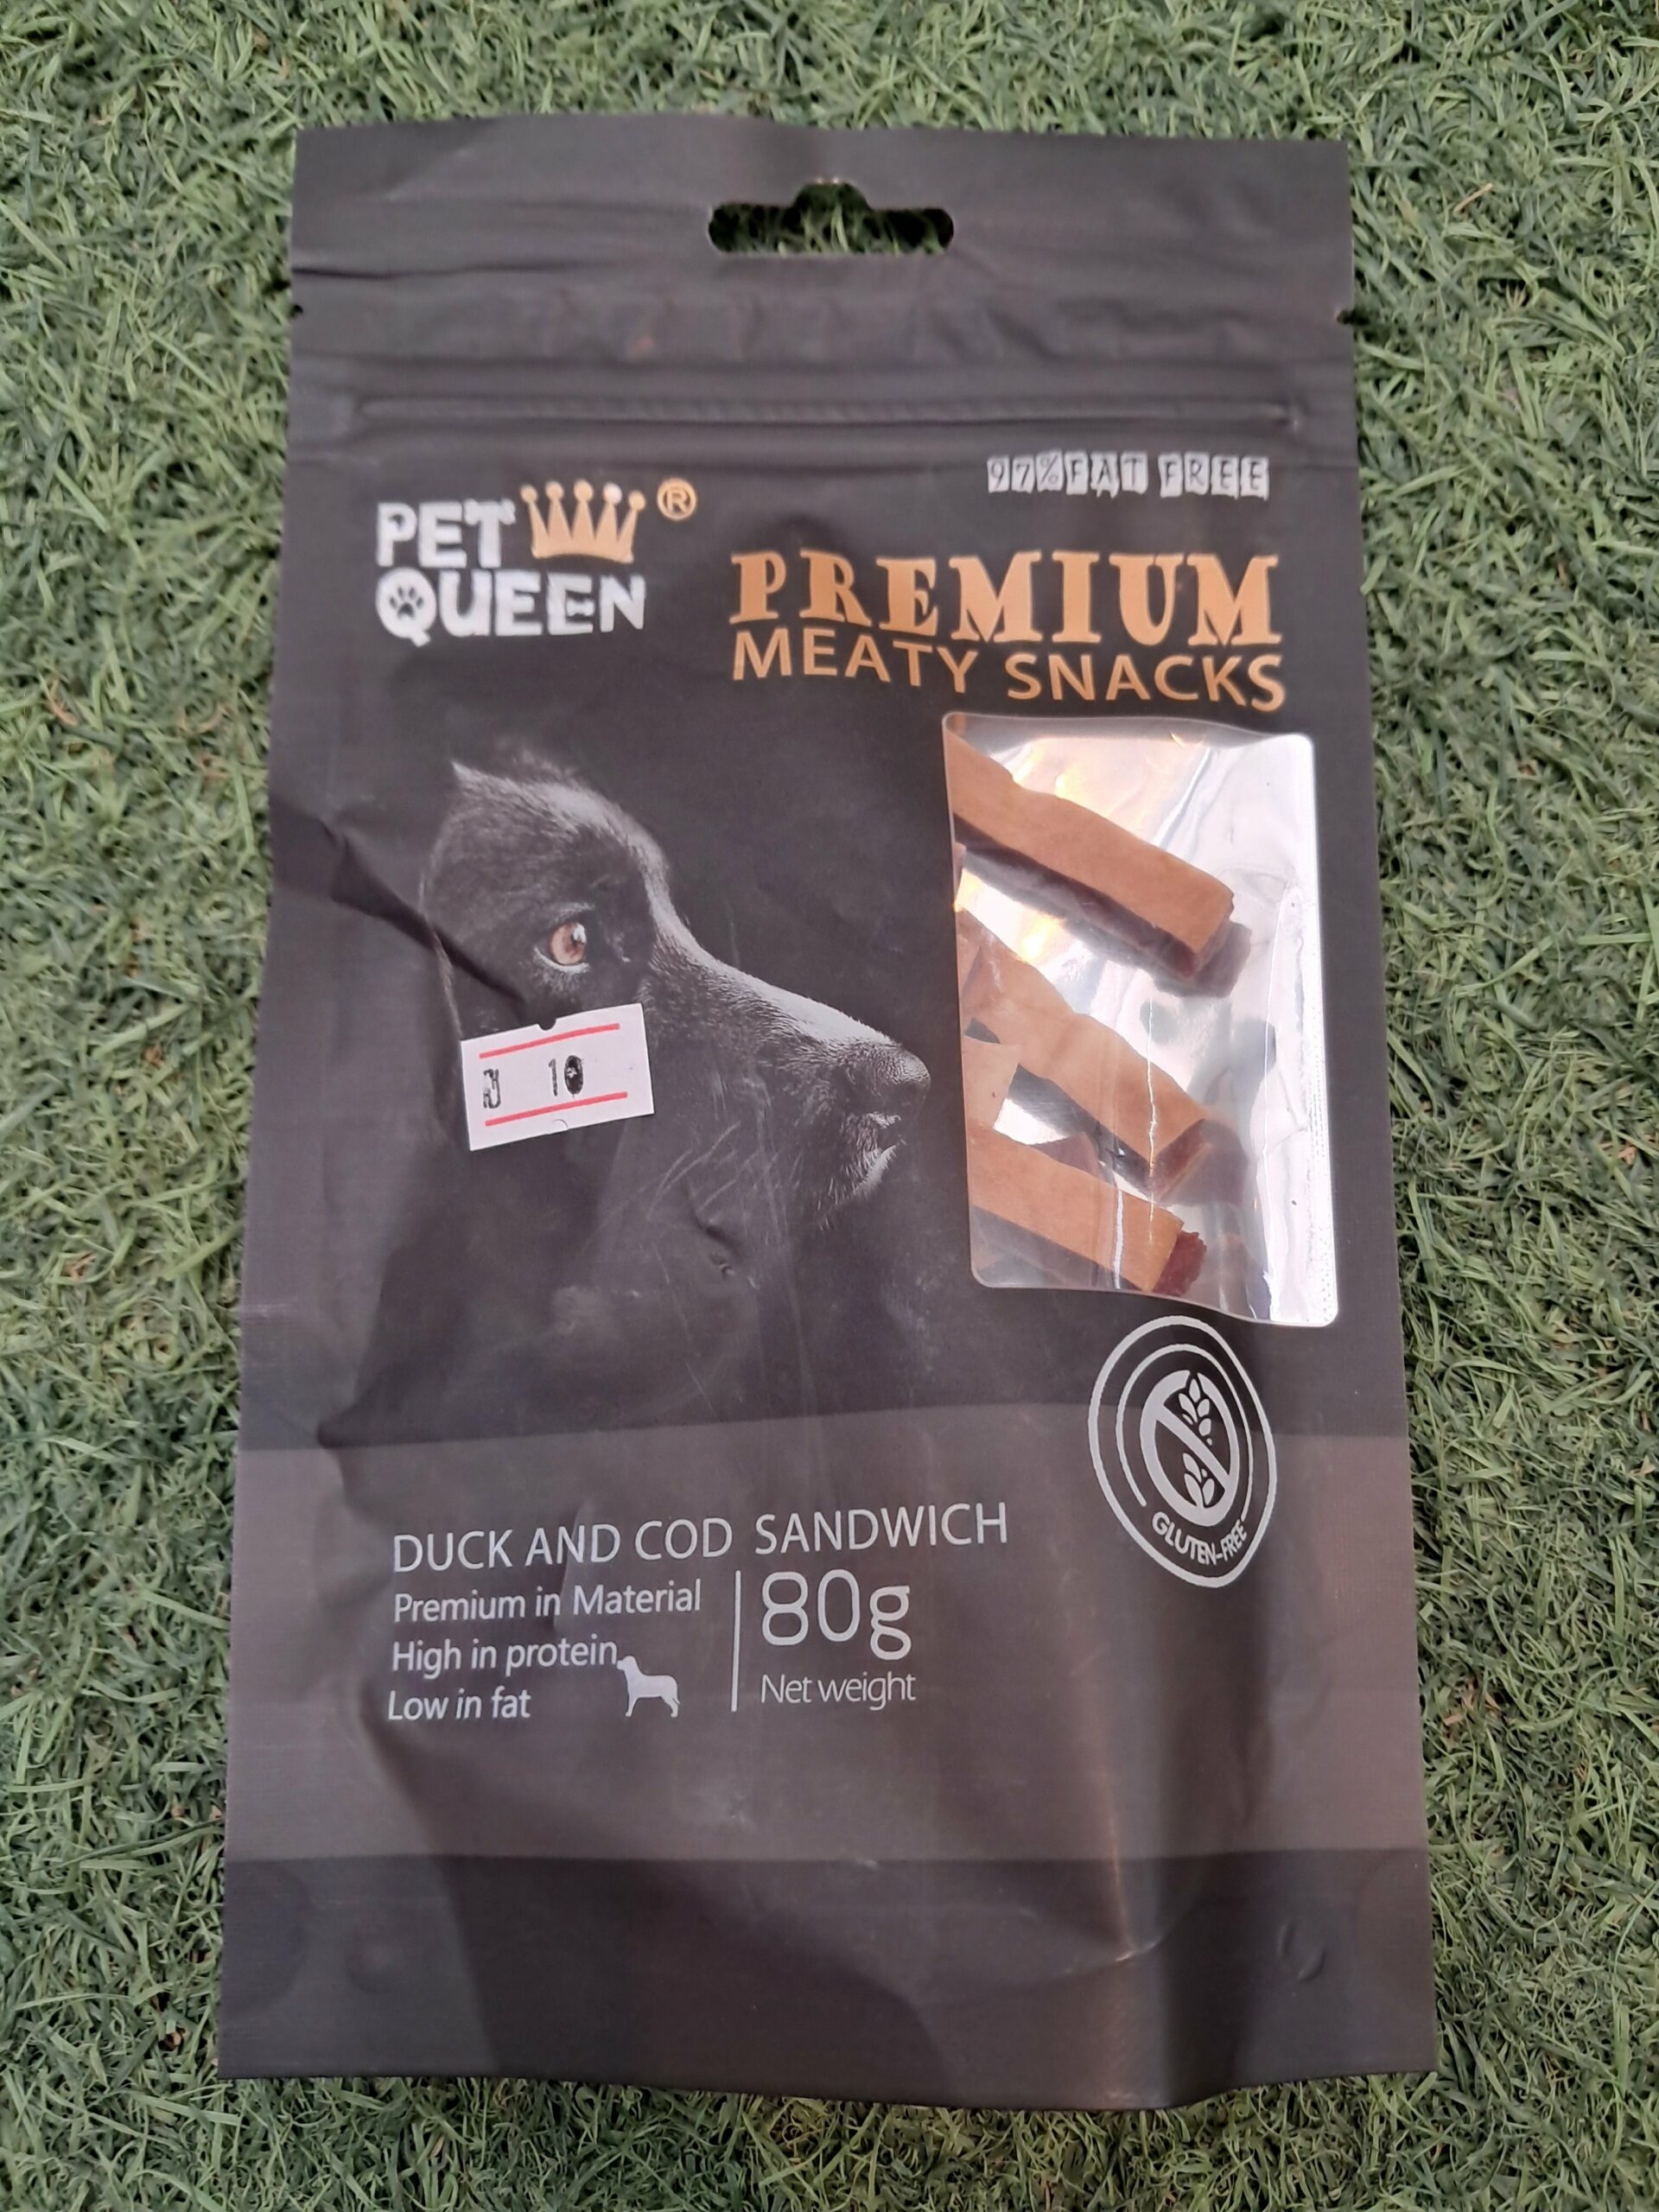 97% FAT FREE
PET QUEEN ®
PREMIUM
MEATY SNACKS
₪ 10
DUCK AND COD SANDWICH
Premium in Material
High in protein
Low in fat
80g
Net weight
GLUTEN-FREE